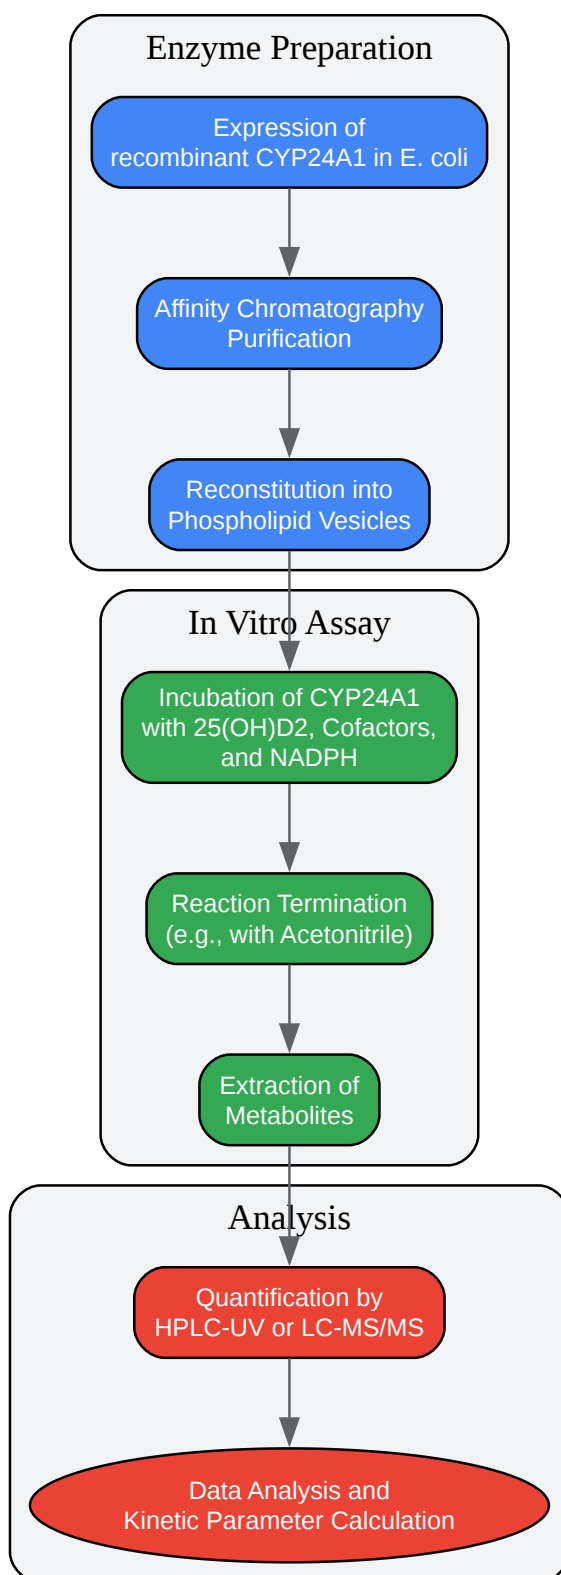 Enzyme Preparation
Expression of
recombinant CYP24A1 in E. coli
Affinity Chromatography
Purification
Reconstitution into
Phospholipid Vesicles
In Vitro Assay
Incubation of CYP24A1
with 25(OH)D2, Cofactors,
and NADPH
Reaction Termination
(e.g., with Acetonitrile)
Extraction of
Metabolites
Analysis
Quantification by
HPLC-UV or LC-MS/MS
Data Analysis and
Kinetic Parameter Calculation